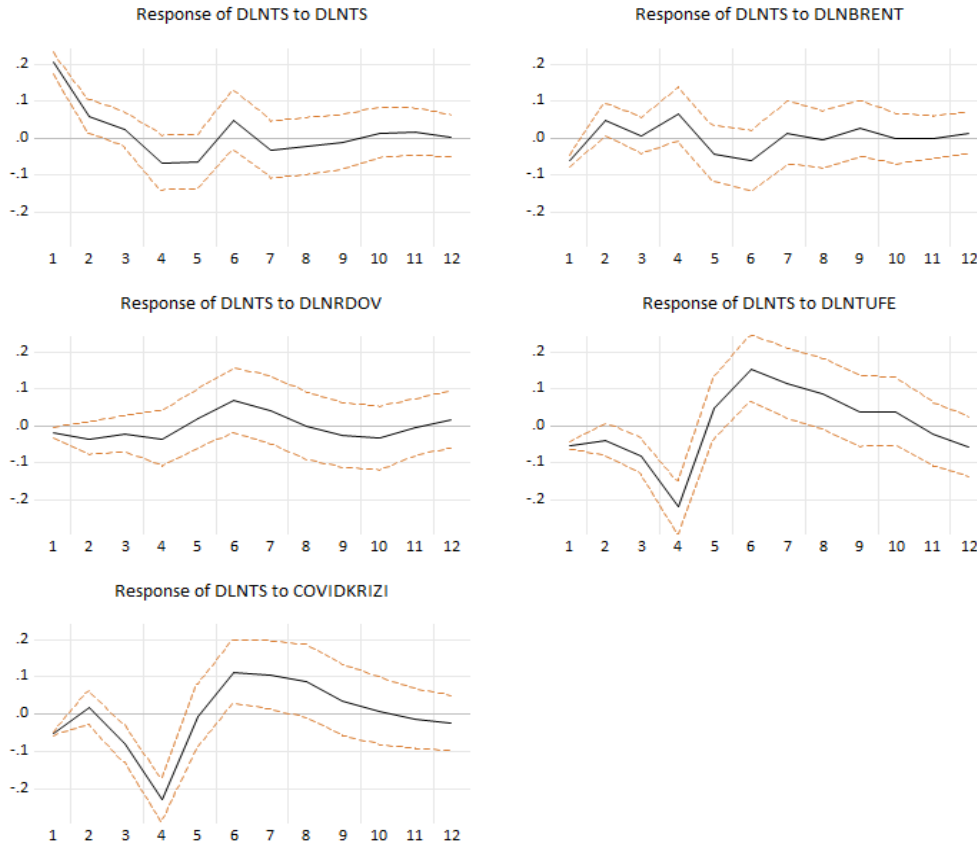 Response of DLNTS to DLNTS
.2
.1
.0
-.1
-.2
1 2 3 4 5 6 7 8 9 10 11 12
Response of DLNTS to DLNBRENT
.2
.1
.0
-.1
-.2
1 2 3 4 5 6 7 8 9 10 11 12
Response of DLNTS to DLNRDOV
.2
.1
.0
-.1
-.2
1 2 3 4 5 6 7 8 9 10 11 12
Response of DLNTS to DLNTUFE
.2
.1
.0
-.1
-.2
1 2 3 4 5 6 7 8 9 10 11 12
Response of DLNTS to COVIDKRIZI
.2
.1
.0
-.1
-.2
1 2 3 4 5 6 7 8 9 10 11 12